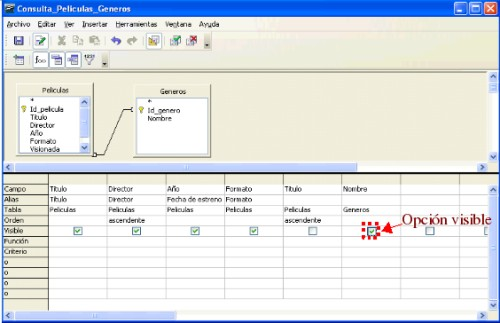 Consulta_Peliculas_Generos
Archivo Editar Ver Insertar Herramientas Ventana Ayuda
Peliculas
*
Id_pelicula
Titulo
Director
Año
Formato
Visionada
Generos
*
Id_genero
Nombre
Campo Titulo Director Año Formato Titulo Nombre
Alias Titulo Director Fecha de estreno Formato
Tabla Peliculas Peliculas Peliculas Peliculas Peliculas Generos
Orden ascendente ascendente
Visible
Opción visible
Función
Criterio
o
o
o
o